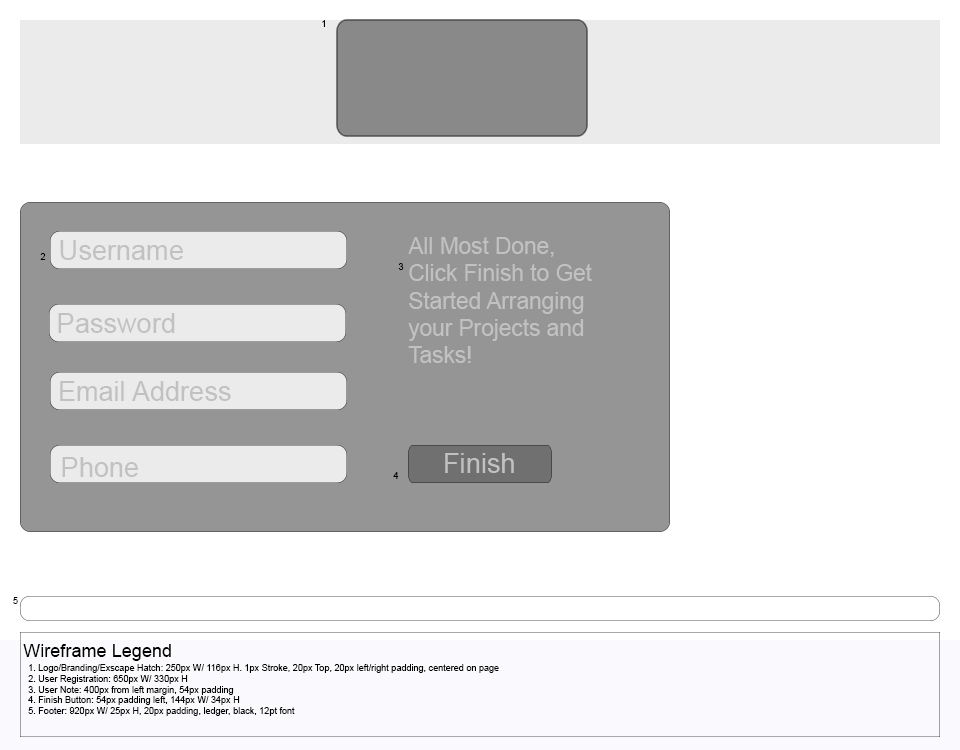 1
2
Username
Password
Email Address
Phone
3
All Most Done,
Click Finish to Get
Started Arranging
your Projects and
Tasks!
4
Finish
5
Wireframe Legend
1. Logo/Branding/Exscape Hatch: 250px W/ 116px H. 1px Stroke, 20px Top, 20px left/right padding, centered on page
2. User Registration: 650px W/ 330px H
3. User Note: 400px from left margin, 54px padding
4. Finish Button: 54px padding left, 144px W/ 34px H
5. Footer: 920px W/ 25px H, 20px padding, ledger, black, 12pt font